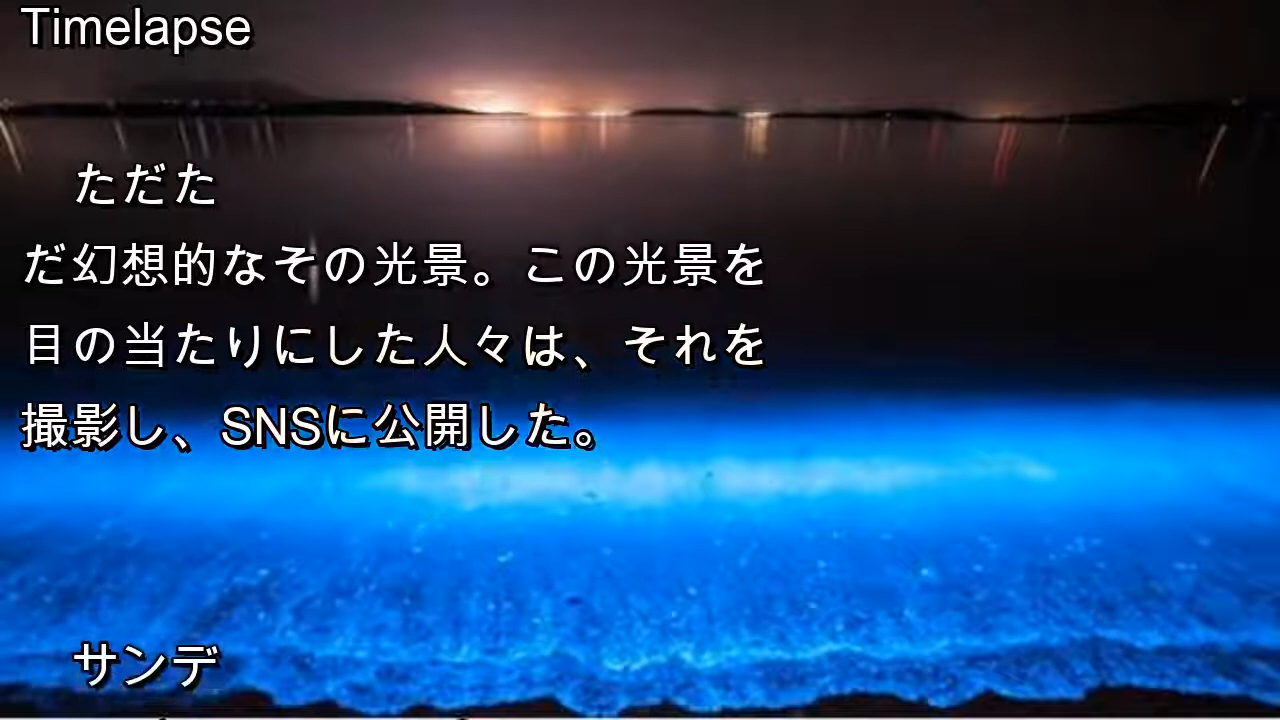 Timelapse
ただた
だ幻想的なその光景。この光景を
目の当たりにした人々は、それを
撮影し、SNSに公開した。
サンデ